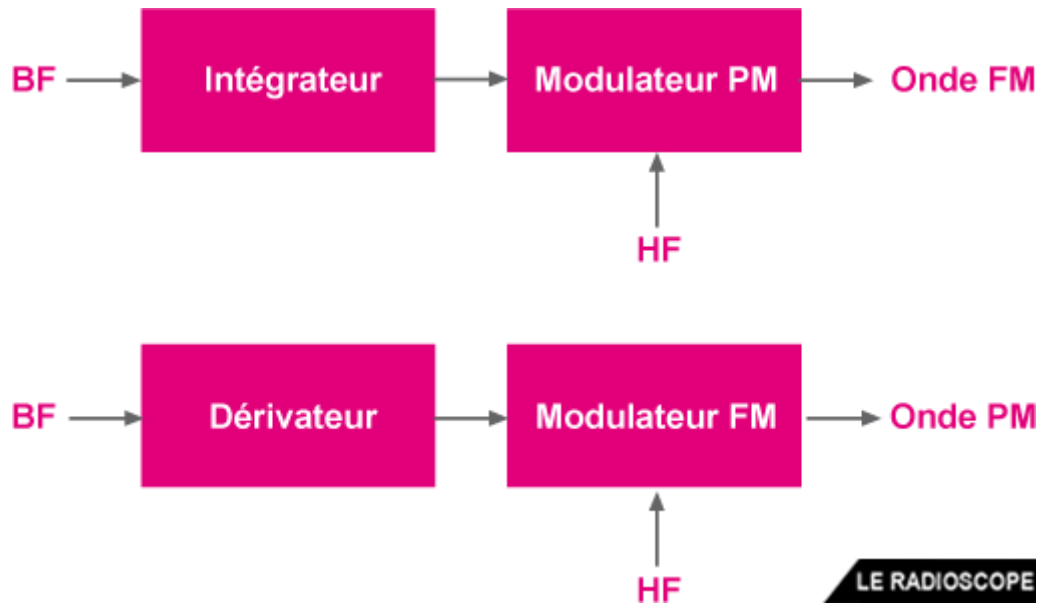 BF
Intégrateur
Modulateur PM
Onde FM
HF
BF
Dérivateur
Modulateur FM
Onde PM
HF
LE RADIOSCOPE